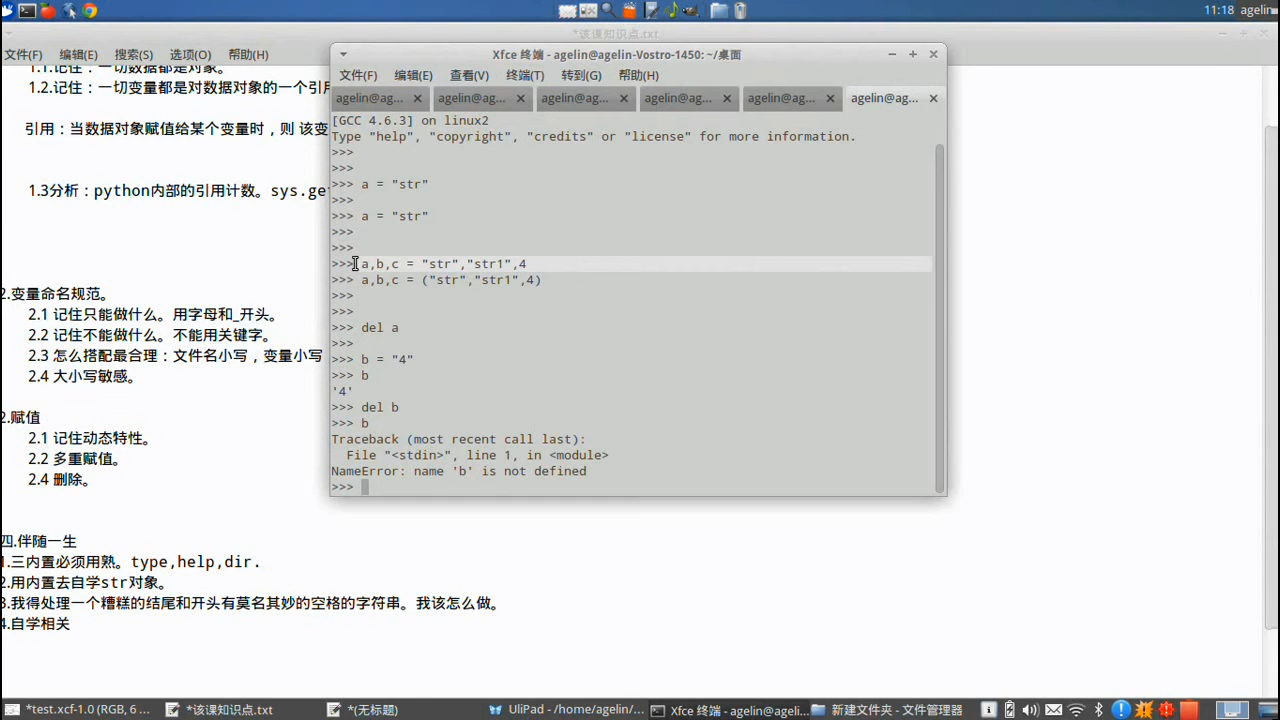 11:18 agelin
*该课知识点.txt
文件(F) 编辑(E) 搜索(S) 选项(O) 帮助(H)
1.1.记住：一切数据都是对象。
1.2.记住：一切变量都是对数据对象的一个引用
引用：当数据对象赋值给某个变量时，则 该变
1.3分析：python内部的引用计数。sys.ge
2.变量命名规范。
2.1 记住只能做什么。用字母和_开头。
2.2 记住不能做什么。不能用关键字。
2.3 怎么搭配最合理：文件名小写，变量小写
2.4 大小写敏感。
2.赋值
2.1 记住动态特性。
2.2 多重赋值。
2.4 删除。
四.伴随一生
1.三内置必须用熟。type,help,dir.
2.用内置去自学str对象。
3.我得处理一个糟糕的结尾和开头有莫名其妙的空格的字符串。我该怎么做。
4.自学相关
Xfce 终端 - agelin@agelin-Vostro-1450: ~/桌面
文件(F) 编辑(E) 查看(V) 终端(T) 转到(G) 帮助(H)
agelin@ag... agelin@ag... agelin@ag... agelin@ag... agelin@ag... agelin@ag...
[GCC 4.6.3] on linux2
Type "help", "copyright", "credits" or "license" for more information.
>>>
>>>
>>> a = "str"
>>>
>>> a = "str"
>>>
>>>
>>> a,b,c = "str","str1",4
>>> a,b,c = ("str","str1",4)
>>>
>>>
>>> del a
>>>
>>> b = "4"
>>> b
'4'
>>> del b
>>> b
Traceback (most recent call last):
File "<stdin>", line 1, in <module>
NameError: name 'b' is not defined
>>>
*test.xcf-1.0 (RGB, 6 ... *该课知识点.txt *(无标题) UliPad - /home/agelin/... Xfce 终端 - agelin@agelin... 新建文件夹 - 文件管理器